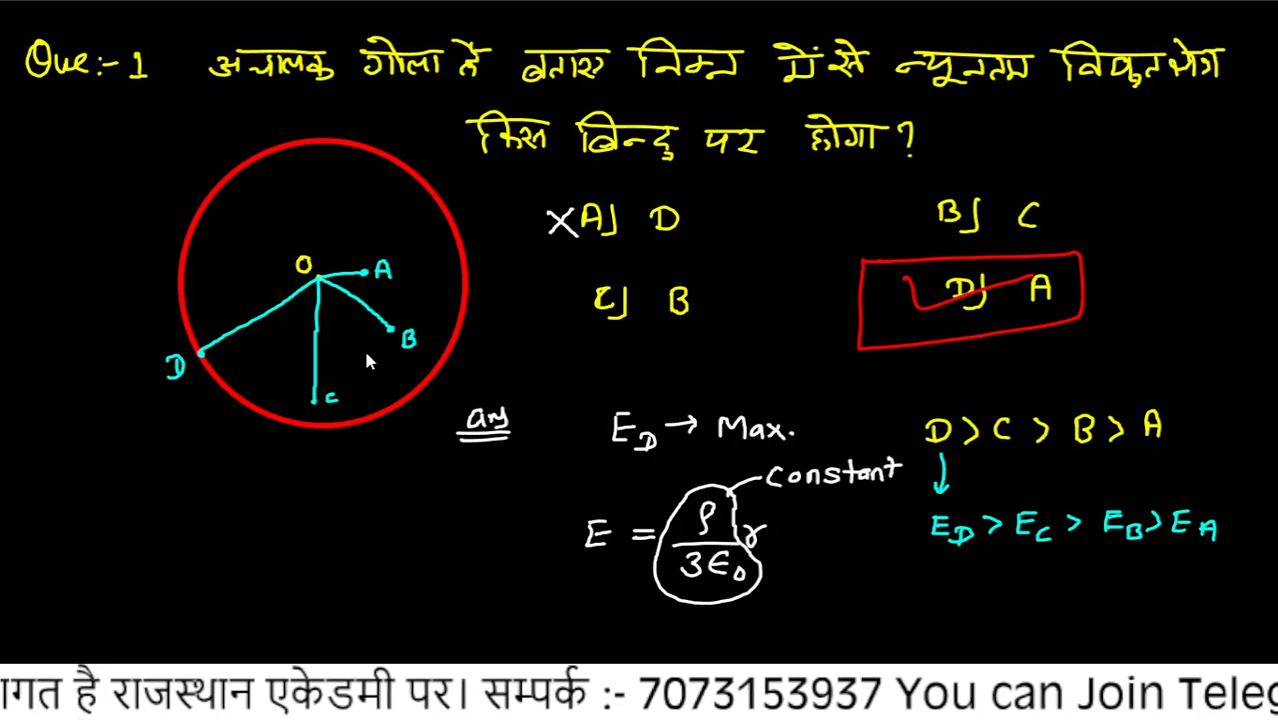 Que:- 1 अचालक गोला है बताए निम्न में से न्यूनतम विद्युत क्षेत्र
किस बिन्दु पर होगा?
A) D
B) C
C) B
D) A
O
A
B
C
D
Ans
E_D → Max.
D > C > B > A
Constant
E = ρ/3ϵ₀ r
E_D > E_C > E_B > E_A
ागत है राजस्थान एकेडमी पर। सम्पर्क :- 7073153937 You can Join Teleg